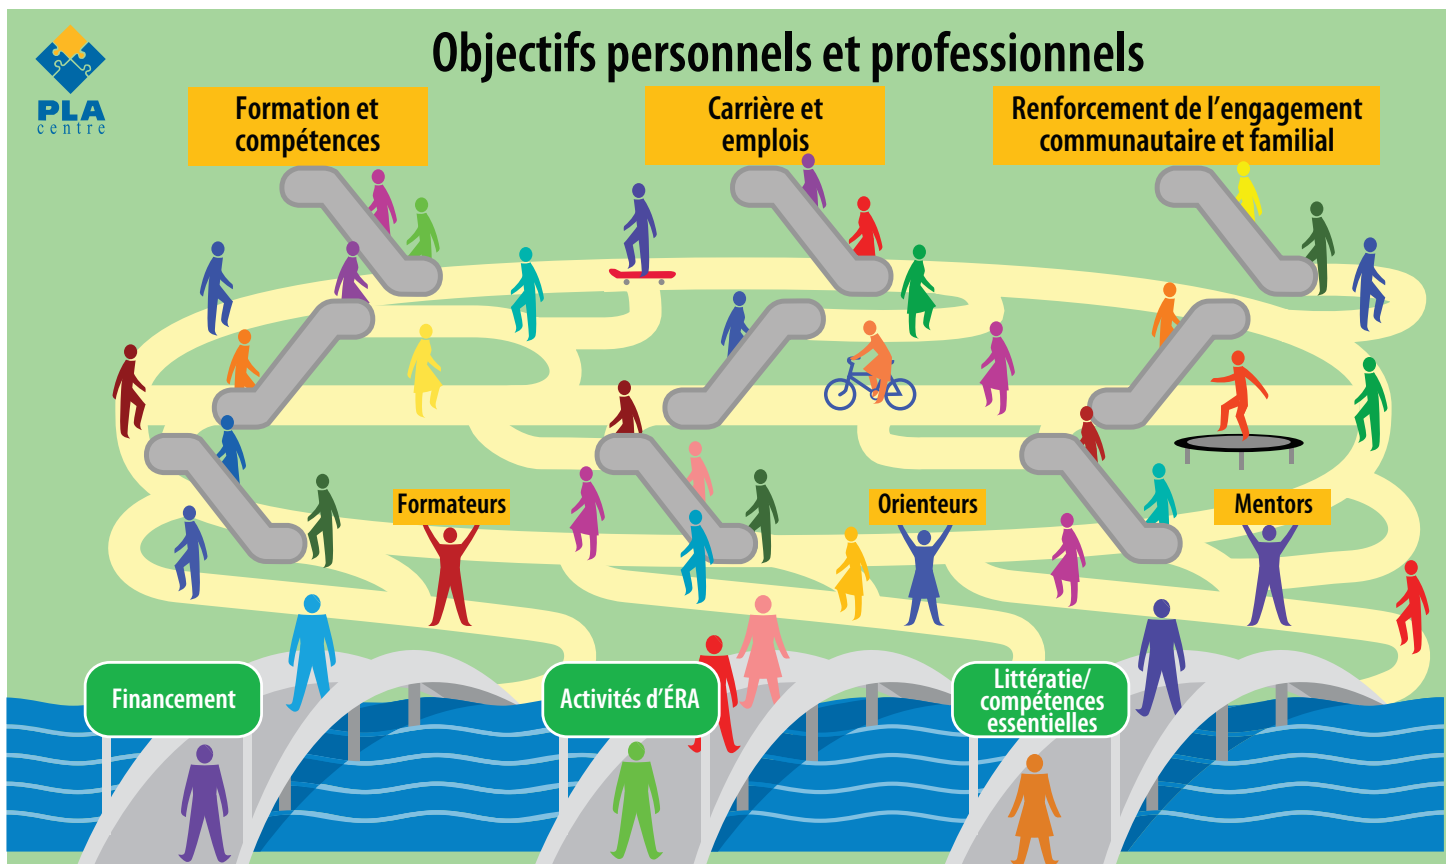 Objectifs personnels et professionnels
PLA
centre
Formation et
compétences
Carrière et
emplois
Renforcement de l’engagement
communautaire et familial
Formateurs
Orienteurs
Mentors
Financement
Activités d’ÉRA
Littératie/
compétences
essentielles